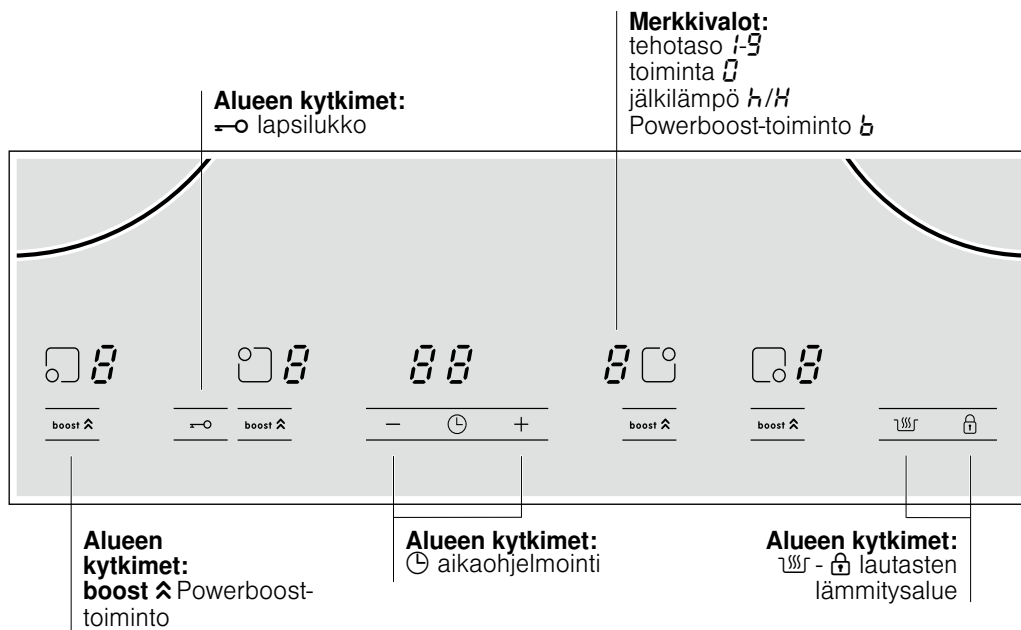 Merkkivalot:
tehotaso 1-9
toiminta 0
jälkilämpö h/H
Powerboost-toiminto b
Alueen kytkimet:
lapsilukko
8 8 88 8 8
boost boost − + boost boost
Alueen
kytkimet:
boost Powerboost-
toiminto
Alueen kytkimet:
aikaohjelmointi
Alueen kytkimet:
- lautasten
lämmitysalue